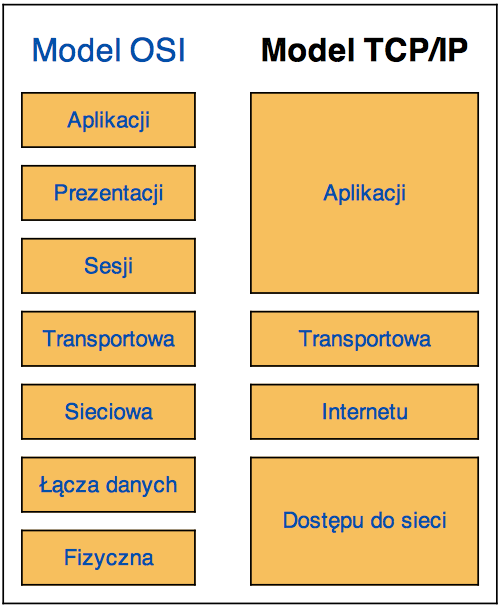 Model OSI
Aplikacji
Prezentacji
Sesji
Transportowa
Sieciowa
Łącza danych
Fizyczna
Model TCP/IP
Aplikacji
Transportowa
Internetu
Dostępu do sieci